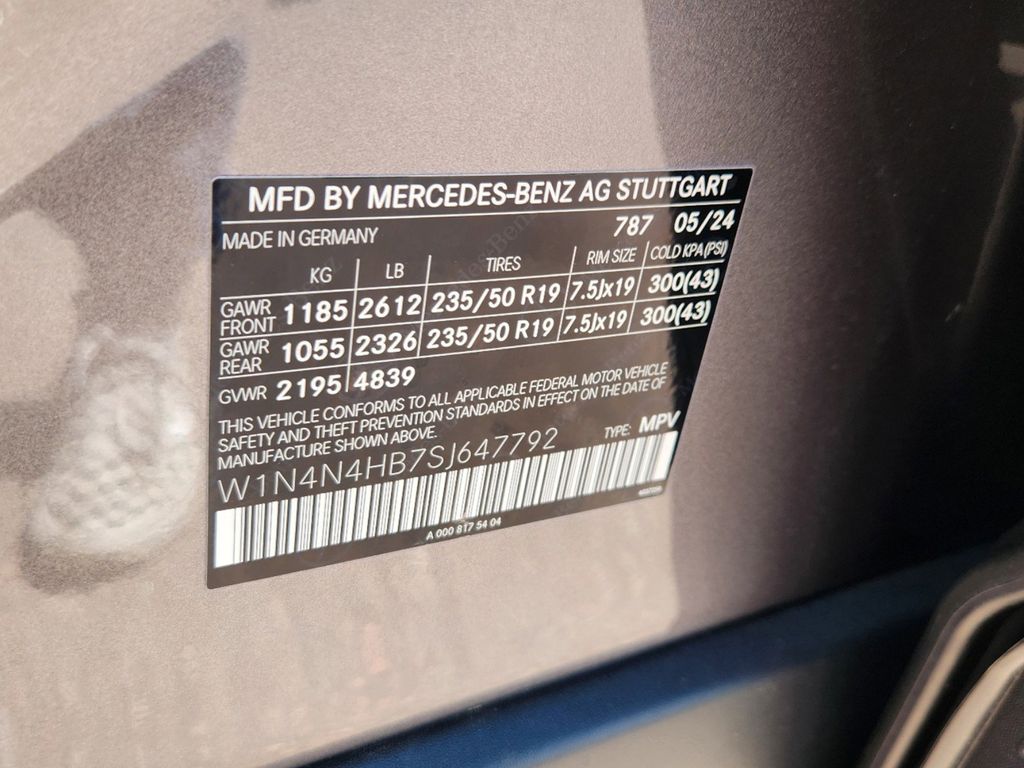 MFD BY MERCEDES-BENZ AG STUTTGART
MADE IN GERMANY 787 05/24
KG LB TIRES RIM SIZE COLD KPA (PSI)
GAWR FRONT 1185 2612 235/50 R19 7.5Jx19 300(43)
GAWR REAR 1055 2326 235/50 R19 7.5Jx19 300(43)
GVWR 2195 4839
THIS VEHICLE CONFORMS TO ALL APPLICABLE FEDERAL MOTOR VEHICLE
SAFETY AND THEFT PREVENTION STANDARDS IN EFFECT ON THE DATE OF
MANUFACTURE SHOWN ABOVE. TYPE: MPV
W1N4N4HB7SJ647792
A 000 817 54 04